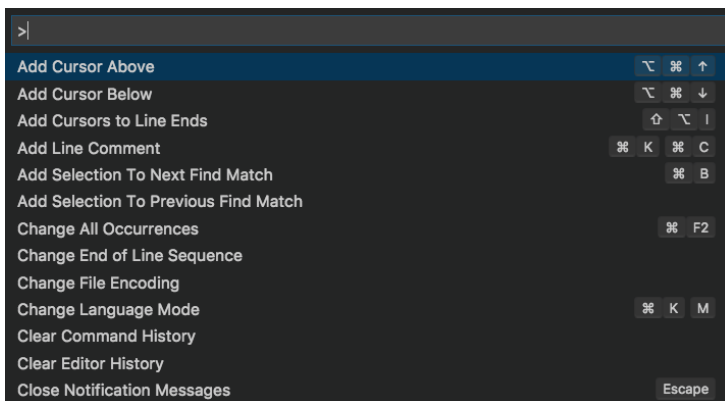 >
Add Cursor Above ⌥ ⌘ ↑
Add Cursor Below ⌥ ⌘ ↓
Add Cursors to Line Ends ⇧ ⌥ I
Add Line Comment ⌘ K ⌘ C
Add Selection To Next Find Match ⌘ B
Add Selection To Previous Find Match
Change All Occurrences ⌘ F2
Change End of Line Sequence
Change File Encoding
Change Language Mode ⌘ K M
Clear Command History
Clear Editor History
Close Notification Messages Escape